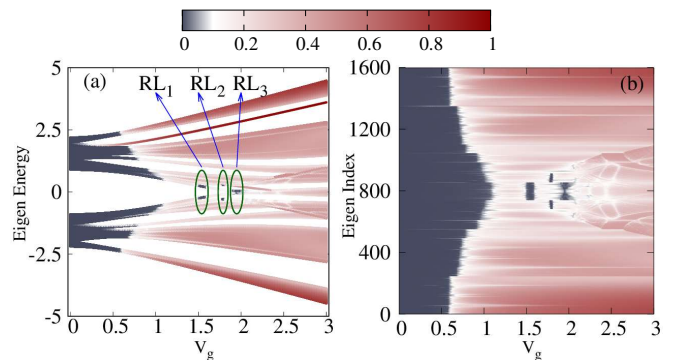 0 0.2 0.4 0.6 0.8 1
(a) RL1 RL2 RL3
5
2.5
0
-2.5
-5
Eigen Energy
0 0.5 1 1.5 2 2.5 3
Vg
(b)
1600
1200
800
400
0
Eigen Index
0 0.5 1 1.5 2 2.5 3
Vg